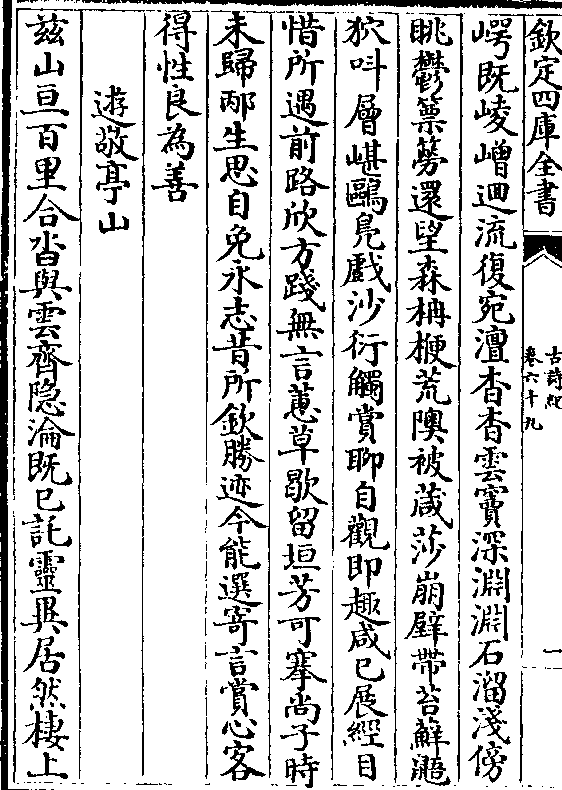 欽定四庫全書
古詩紀
卷六十九
一
崿既崚嶒迴流復宛澶杳杳雲竇深淵淵石溜淺傍
眺鬱篻簩還望森柟楩荒隩被葴莎崩壁帶苔蘚鼯
狖叫層嵁鷗鳬戲沙衍觸賞聊自觀即趣咸已展經目
惜所遇前路欣方踐無言蕙草歇留垣芳可搴尚子時
未歸邴生思自免永志昔所欽勝迹今能選寄言賞心客
得性良為善
遊敬亭山
兹山亘百里合沓與雲齊隠淪既已託靈異居然棲上